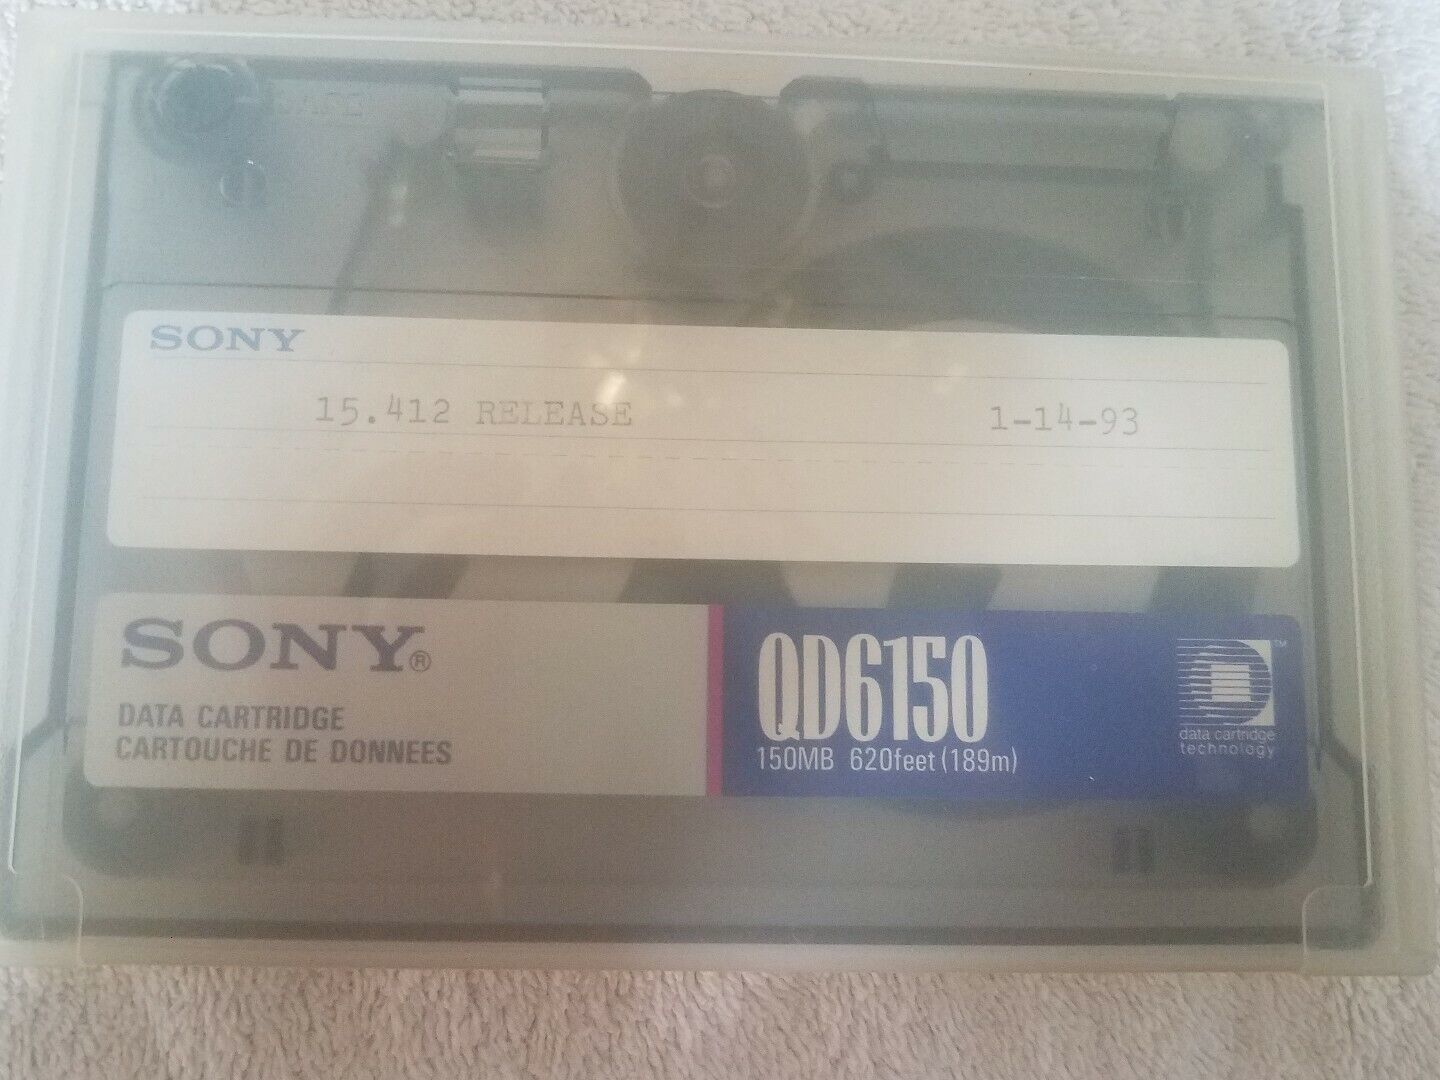 SONY
15.412 RELEASE 1-14-93
SONY®
DATA CARTRIDGE
CARTOUCHE DE DONNEES
QD6150
150MB 620feet (189m)
TM
data cartridge
technology